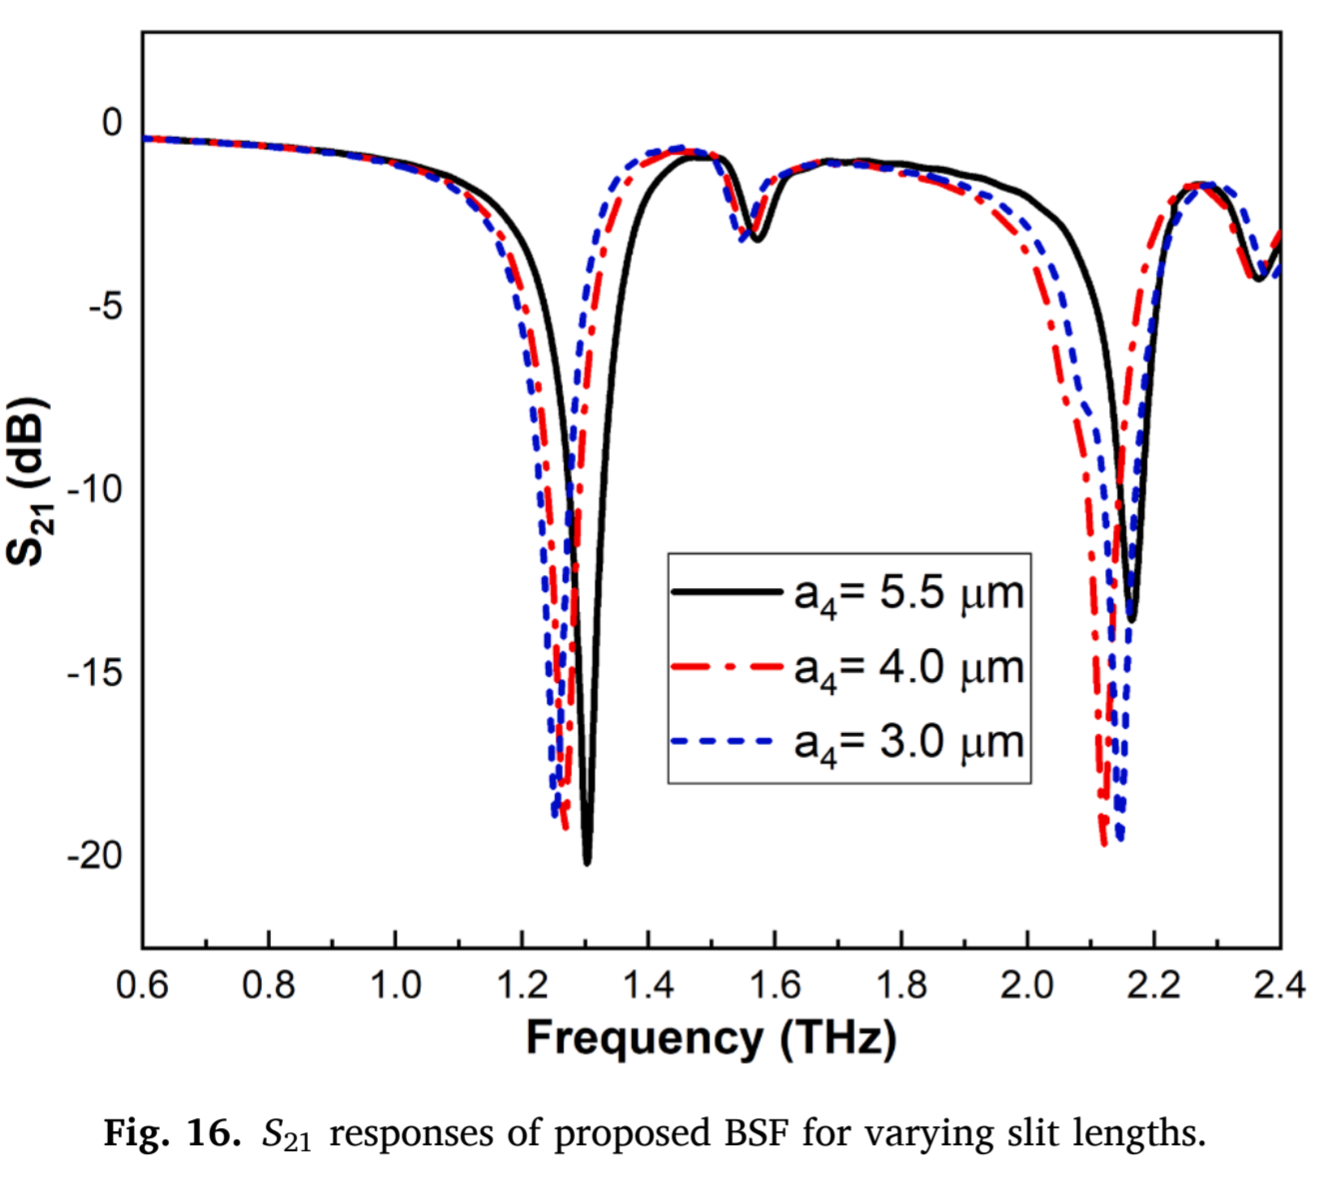 0
-5
-10
-15
-20
S21 (dB)
a4= 5.5 μm
a4= 4.0 μm
a4= 3.0 μm
0.6 0.8 1.0 1.2 1.4 1.6 1.8 2.0 2.2 2.4
Frequency (THz)
Fig. 16. S21 responses of proposed BSF for varying slit lengths.